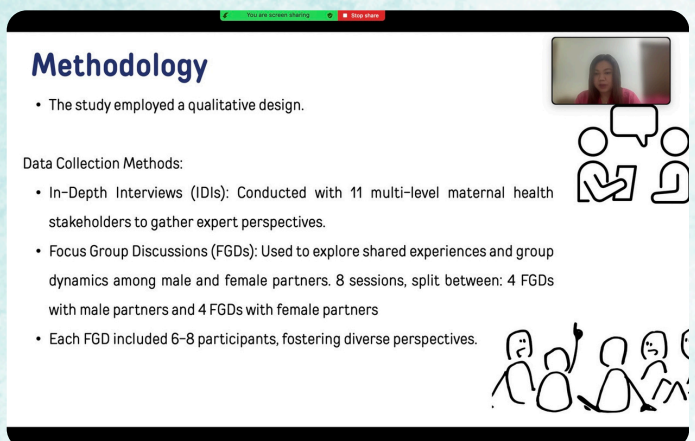 You are screen sharing
Stop share
Methodology
• The study employed a qualitative design.
Data Collection Methods:
• In-Depth Interviews (IDIs): Conducted with 11 multi-level maternal health
stakeholders to gather expert perspectives.
• Focus Group Discussions (FGDs): Used to explore shared experiences and group
dynamics among male and female partners. 8 sessions, split between: 4 FGDs
with male partners and 4 FGDs with female partners
• Each FGD included 6-8 participants, fostering diverse perspectives.